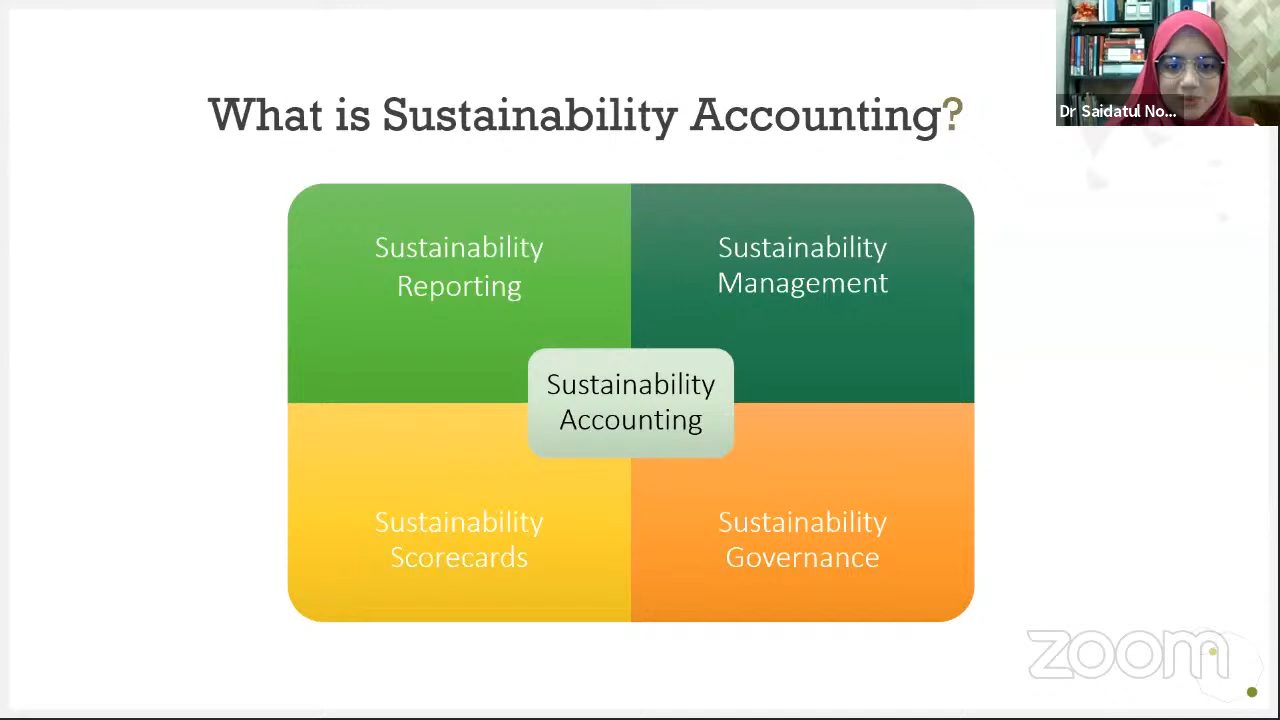 What is Sustainability Accounting?
Dr Saidatul No...
Sustainability
Reporting
Sustainability
Management
Sustainability
Accounting
Sustainability
Scorecards
Sustainability
Governance
zoom